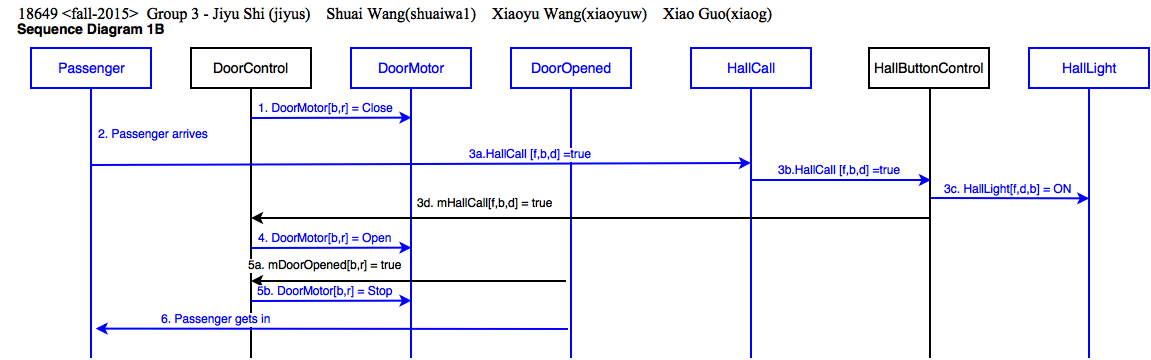 18649 <fall-2015> Group 3 - Jiyu Shi (jiyus) Shuai Wang(shuaiwa1) Xiaoyu Wang(xiaoyuw) Xiao Guo(xiaog)
Sequence Diagram 1B
Passenger DoorControl DoorMotor DoorOpened HallCall HallButtonControl HallLight
1. DoorMotor[b,r] = Close
2. Passenger arrives
3a.HallCall [f,b,d] =true
3b.HallCall [f,b,d] =true
3c. HallLight[f,d,b] = ON
3d. mHallCall[f,b,d] = true
4. DoorMotor[b,r] = Open
5a. mDoorOpened[b,r] = true
5b. DoorMotor[b,r] = Stop
6. Passenger gets in